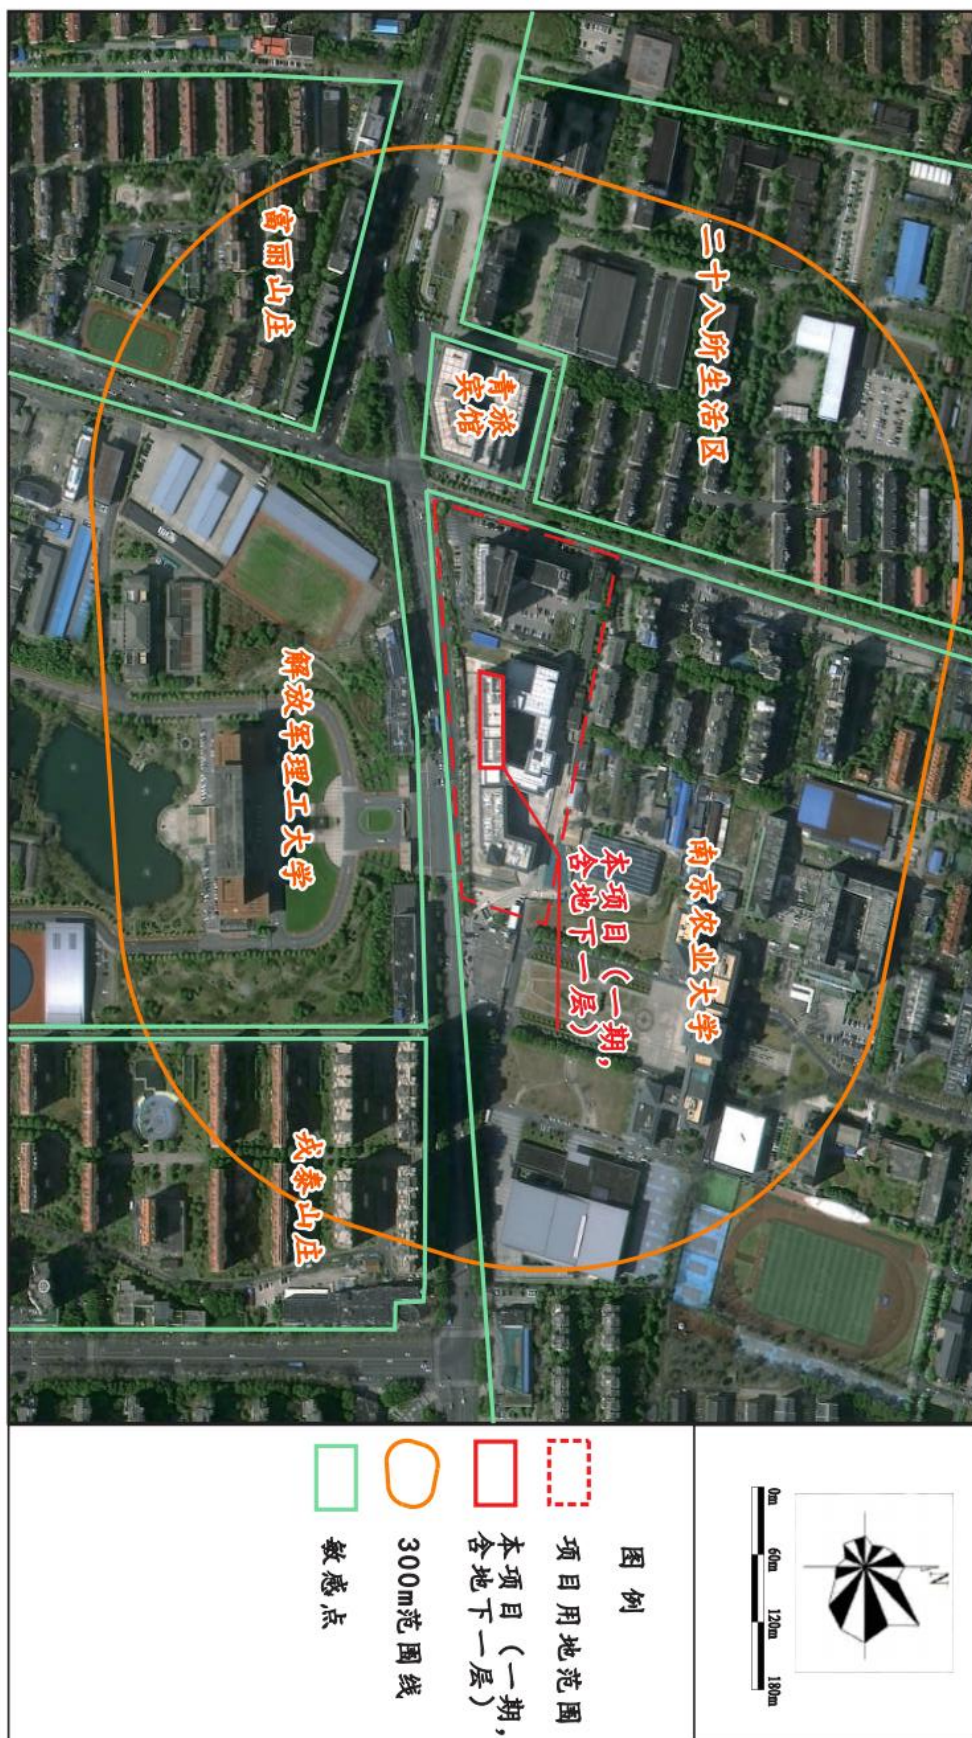 二十八所生活区
富丽山庄
青旅
宾馆
南京农业大学
本项目（一期，
含地下一层）
解放军理工大学
戎泰山庄
N
0m
60m
120m
180m
图例
项目用地范围
本项目（一期，
含地下一层）
300m范围线
敏感点